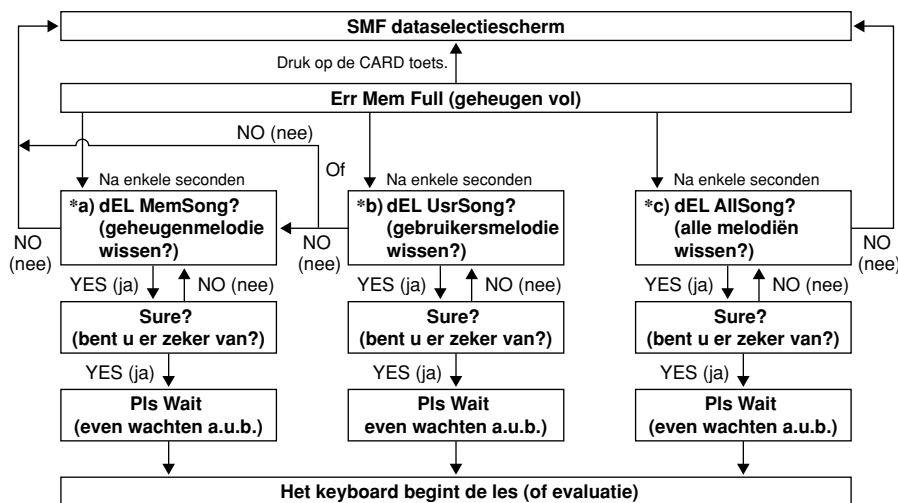 SMF dataselectiescherm
Druk op de CARD toets.
Err Mem Full (geheugen vol)
NO (nee)
Of
Na enkele seconden
Na enkele seconden
Na enkele seconden
*a) dEL MemSong?
(geheugenmelodie
wissen?)
*b) dEL UsrSong?
(gebruikersmelodie
wissen?)
*c) dEL AllSong?
(alle melodiën
wissen?)
NO
(nee)
NO
(nee)
NO
(nee)
YES (ja)
NO (nee)
YES (ja)
NO (nee)
YES (ja)
NO (nee)
Sure?
(bent u er zeker van?)
Sure?
(bent u er zeker van?)
Sure?
(bent u er zeker van?)
YES (ja)
YES (ja)
YES (ja)
Pls Wait
(even wachten a.u.b.)
Pls Wait
even wachten a.u.b.)
Pls Wait
(even wachten a.u.b.)
Het keyboard begint de les (of evaluatie)